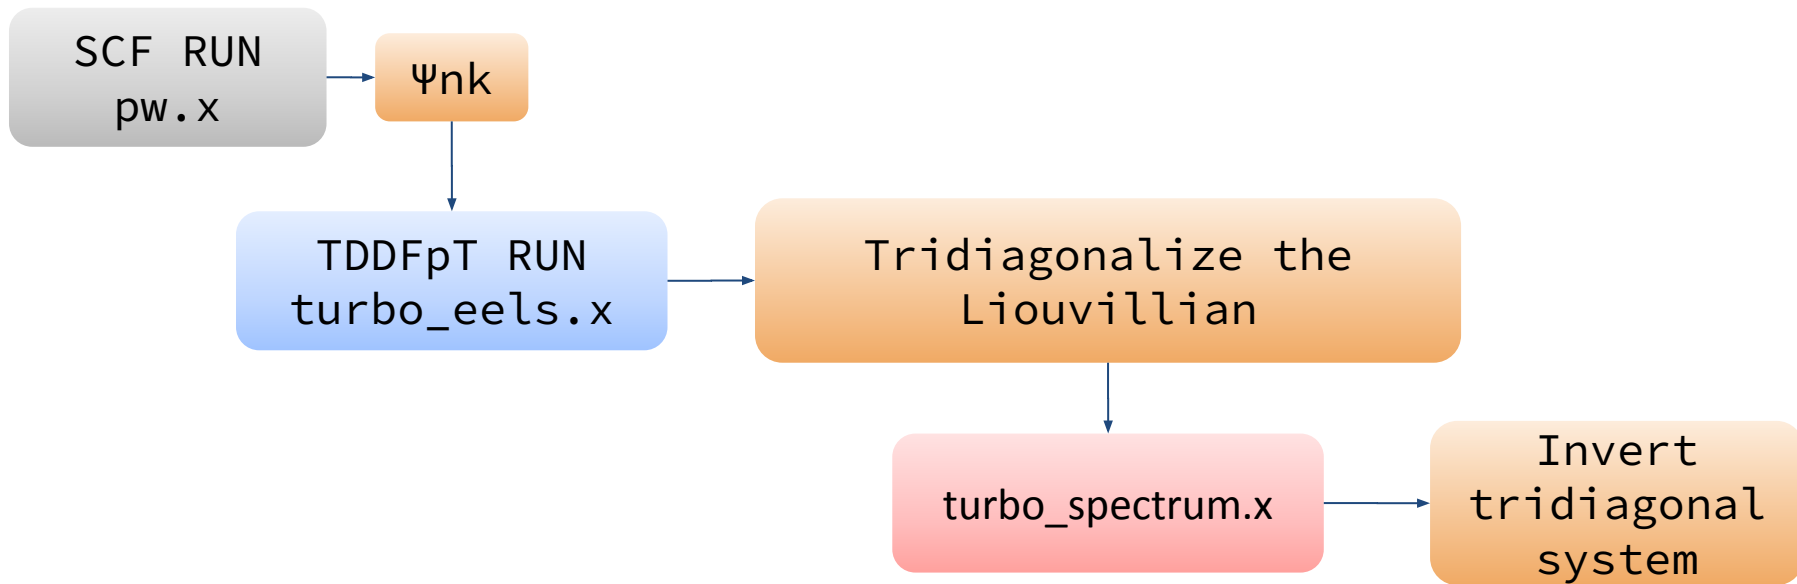 SCF RUN
pw.x
Ψnk
TDDFpT RUN
turbo_eels.x
Tridiagonalize the
Liouvillian
turbo_spectrum.x
Invert
tridiagonal
system